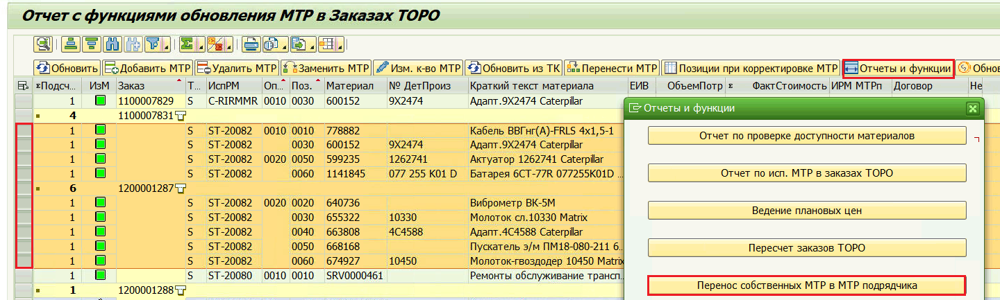 Отчет с функциями обновления МТР в Заказах ТОРО
Обновить Добавить МТР Удалить МТР Заменить МТР Изм. к-во МТР Обновить из ТК Перенести МТР Позиции при корректировке МТР Отчеты и функции Обнов
ΣПодсч... ИзМ Заказ Т... ИспРМ Оп... Поз. Материал № ДетПроиз Краткий текст материала ЕИВ ОбъемПотр Σ ФактСтоимость ИРМ МТРп Договор Не
1 1100007829 S C-RIRMMR 0010 0030 600152 9X2474 Адапт.9X2474 Caterpillar
4 1100007831
1 S ST-20082 0010 0010 778882 Кабель ВВГнг(А)-FRLS 4х1,5-1
1 S ST-20082 0030 600152 9X2474 Адапт.9X2474 Caterpillar
1 S ST-20082 0020 0050 599235 1262741 Актуатор 1262741 Caterpillar
1 S ST-20082 0060 1141845 077 255 K01 D Батарея 6СТ-77R 077255K01D ...
6 1200001287
1 S ST-20082 0020 0020 640736 Виброметр ВК-5М
1 S ST-20082 0030 655322 10330 Молоток сл.10330 Matrix
1 S ST-20082 0040 663808 4C4588 Адапт.4C4588 Caterpillar
1 S ST-20082 0050 668168 Пускатель э/м ПМ18-080-211 6...
1 S ST-20082 0060 674927 10450 Молоток-гвоздодер 10450 Matrix
1 S ST-20080 0010 0010 SRV0000461 Ремонты обслуживание трансп...
1 1200001288
Отчеты и функции
Отчет по проверке доступности материалов
Отчет по исп. МТР в заказах ТОРО
Ведение плановых цен
Пересчет заказов ТОРО
Перенос собственных МТР в МТР подрядчика